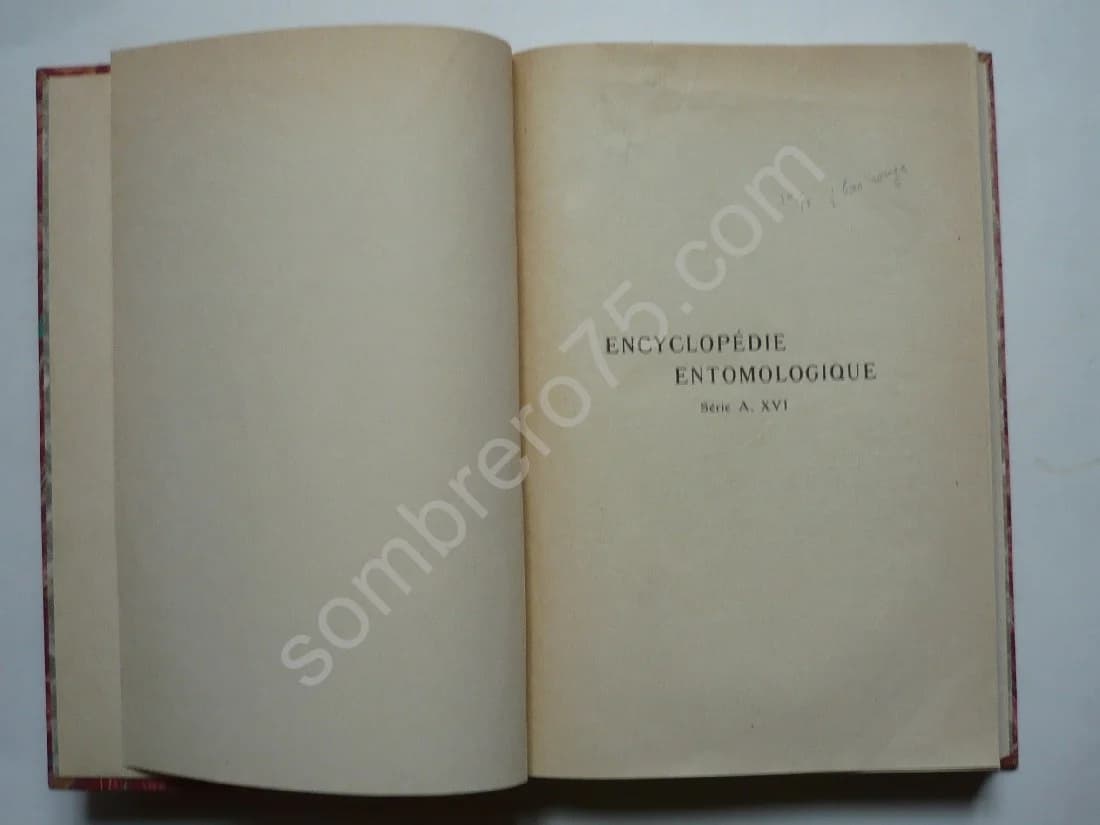 ENCYCLOPÉDIE
ENTOMOLOGIQUE
Série A. XVI
sombrero75.com